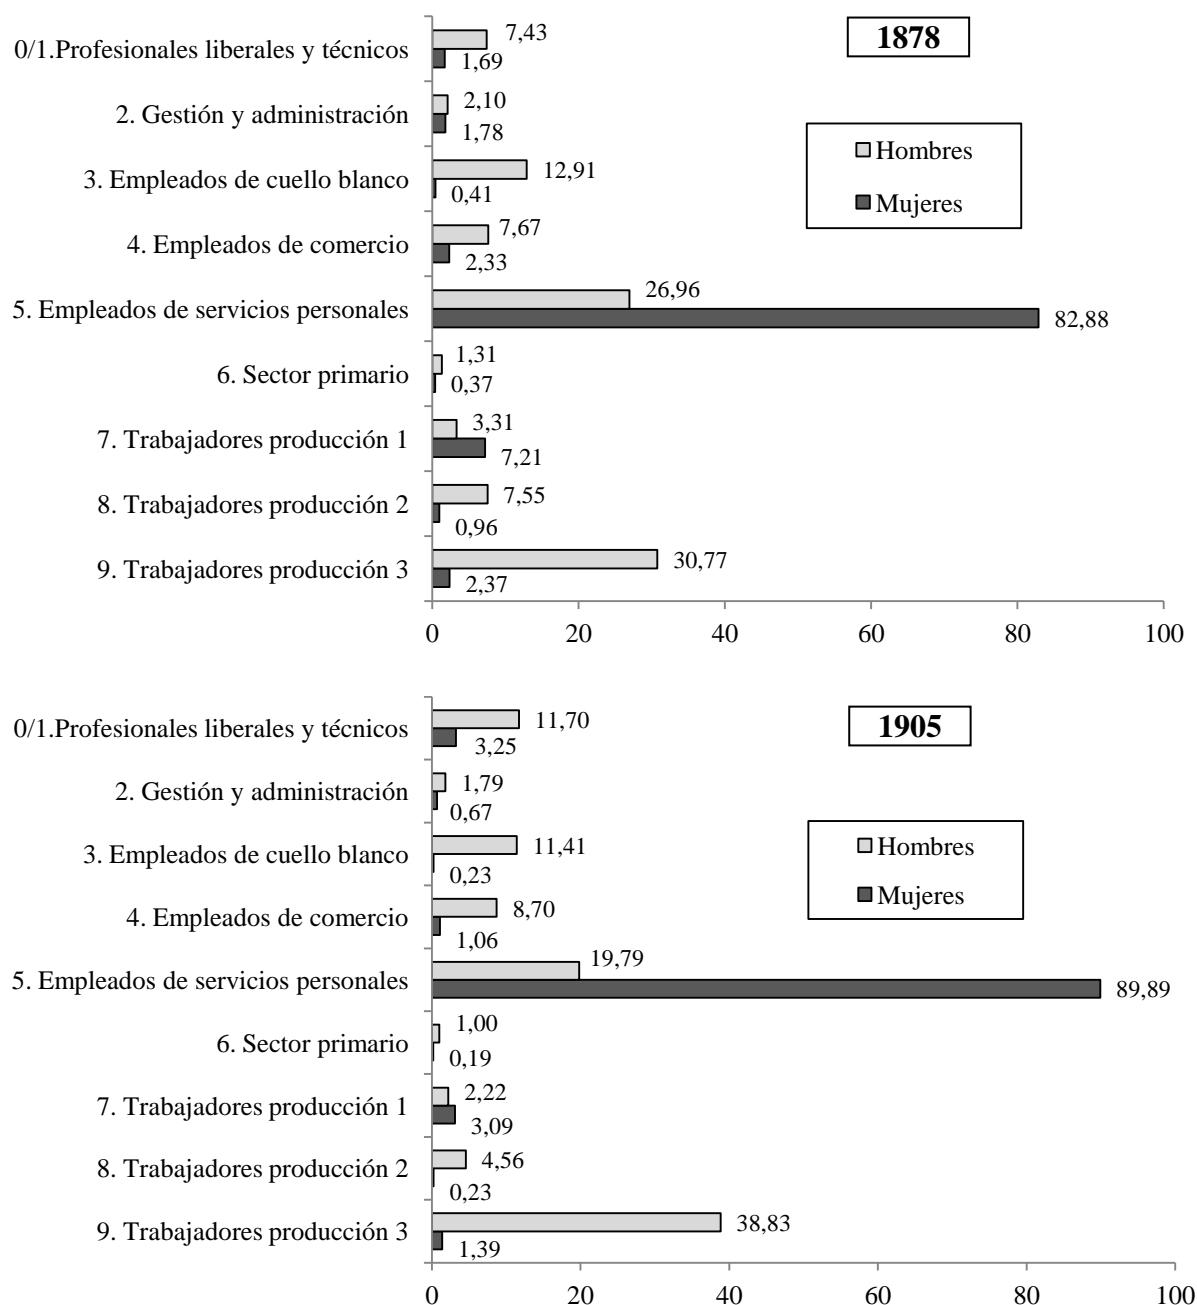 1878
Hombres
Mujeres
0/1.Profesionales liberales y técnicos
7,43
1,69
2. Gestión y administración
2,10
1,78
3. Empleados de cuello blanco
12,91
0,41
4. Empleados de comercio
7,67
2,33
5. Empleados de servicios personales
26,96
82,88
6. Sector primario
1,31
0,37
7. Trabajadores producción 1
3,31
7,21
8. Trabajadores producción 2
7,55
0,96
9. Trabajadores producción 3
30,77
2,37
0 20 40 60 80 100
1905
Hombres
Mujeres
0/1.Profesionales liberales y técnicos
11,70
3,25
2. Gestión y administración
1,79
0,67
3. Empleados de cuello blanco
11,41
0,23
4. Empleados de comercio
8,70
1,06
5. Empleados de servicios personales
19,79
89,89
6. Sector primario
1,00
0,19
7. Trabajadores producción 1
2,22
3,09
8. Trabajadores producción 2
4,56
0,23
9. Trabajadores producción 3
38,83
1,39
0 20 40 60 80 100